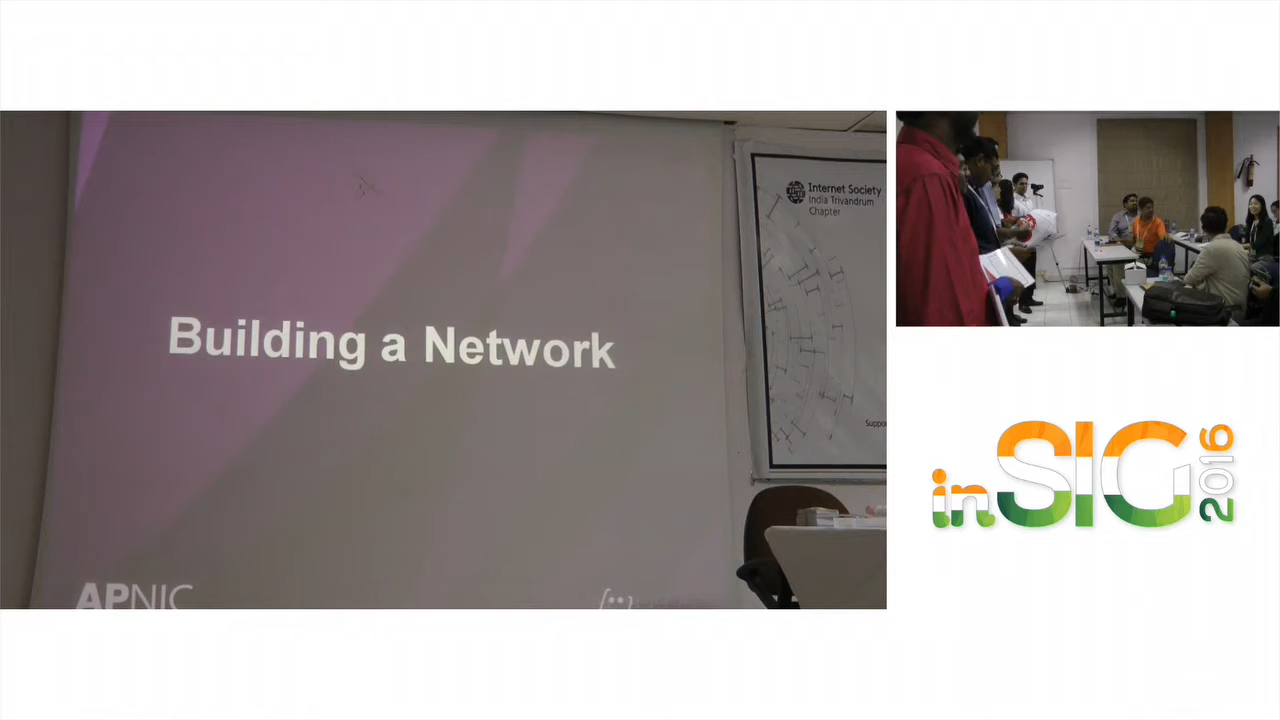 Building a Network
APNIC
Internet Society
India Trivandrum
Chapter
inSIG 2016